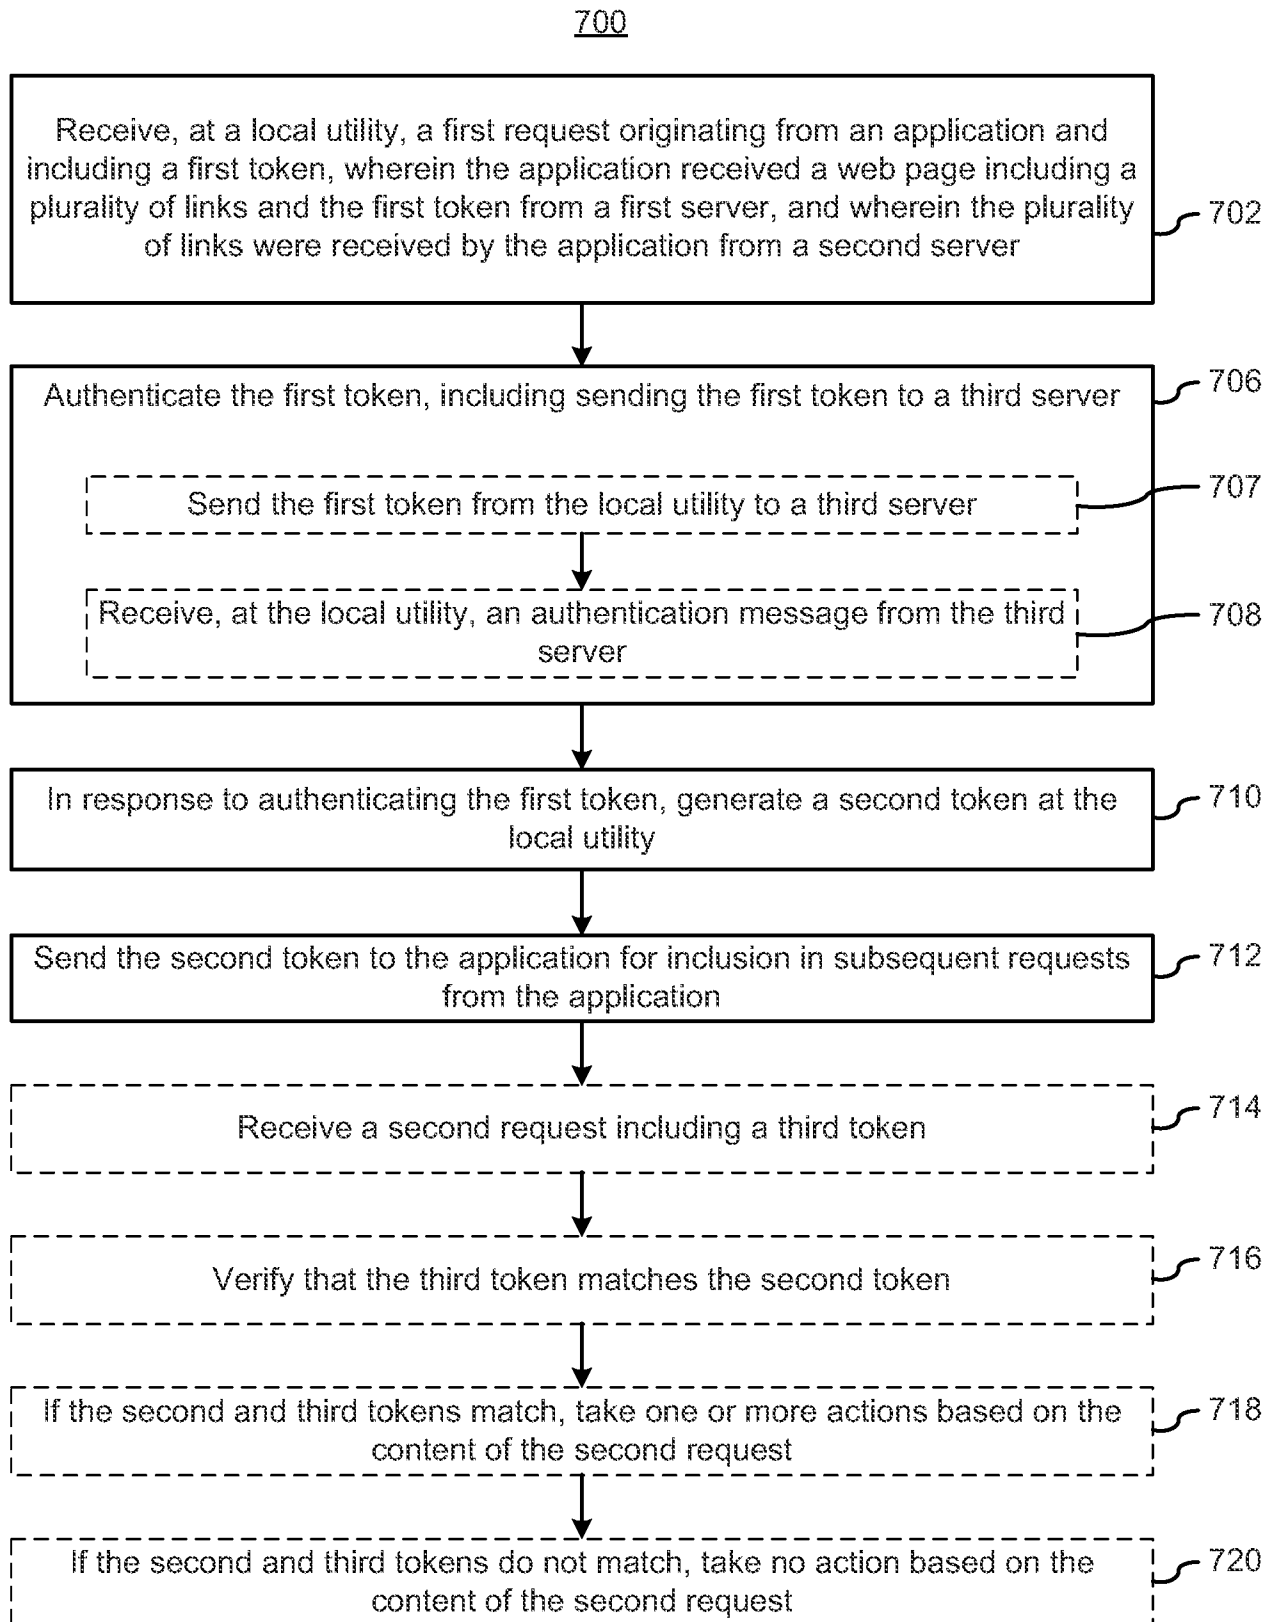 700
Receive, at a local utility, a first request originating from an application and
including a first token, wherein the application received a web page including a
plurality of links and the first token from a first server, and wherein the plurality
of links were received by the application from a second server
702
Authenticate the first token, including sending the first token to a third server
706
Send the first token from the local utility to a third server
707
Receive, at the local utility, an authentication message from the third
server
708
In response to authenticating the first token, generate a second token at the
local utility
710
Send the second token to the application for inclusion in subsequent requests
from the application
712
Receive a second request including a third token
714
Verify that the third token matches the second token
716
If the second and third tokens match, take one or more actions based on the
content of the second request
718
If the second and third tokens do not match, take no action based on the
content of the second request
720